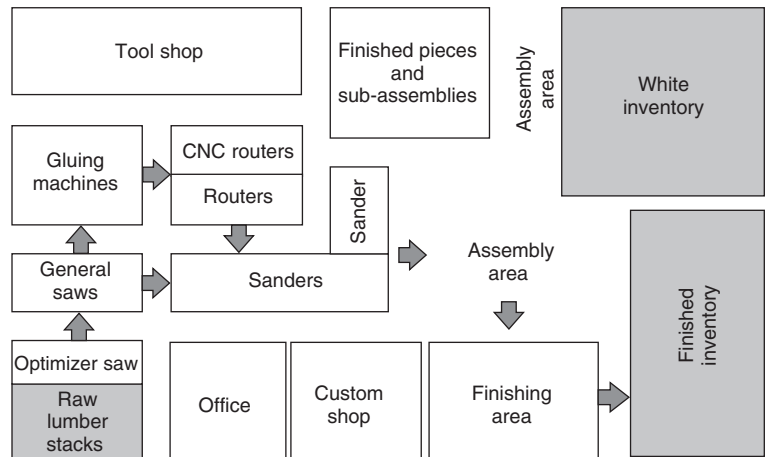 Tool shop
Finished pieces
and
sub-assemblies
Assembly
area
White
inventory
Gluing
machines
CNC routers
Routers
Sander
General
saws
Sanders
Assembly
area
Finished
inventory
Optimizer saw
Raw
lumber
stacks
Office
Custom
shop
Finishing
area